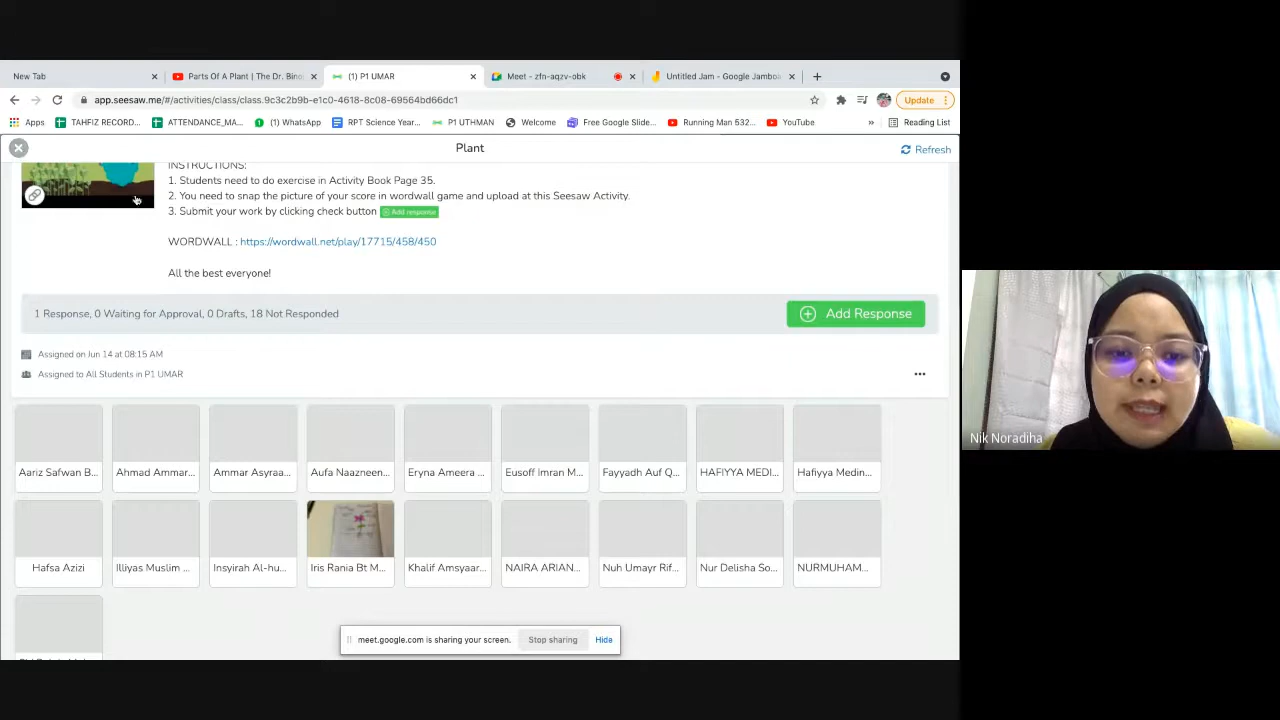 New Tab
Parts Of A Plant | The Dr. Bino
(1) P1 UMAR
Meet - zfn-aqzv-obk
Untitled Jam - Google Jamboa
app.seesaw.me/#/activities/class/class.9c3c2b9b-e1c0-4618-8c08-69564bd66dc1
Update
Apps
TAHFIZ RECORD...
ATTENDANCE_MA...
(1) WhatsApp
RPT Science Year...
P1 UTHMAN
Welcome
Free Google Slide...
Running Man 532...
YouTube
»
Reading List
Plant
Refresh
INSTRUCTIONS:
1. Students need to do exercise in Activity Book Page 35.
2. You need to snap the picture of your score in wordwall game and upload at this Seesaw Activity.
3. Submit your work by clicking check button Add response
WORDWALL : https://wordwall.net/play/17715/458/450
All the best everyone!
1 Response, 0 Waiting for Approval, 0 Drafts, 18 Not Responded
Add Response
Assigned on Jun 14 at 08:15 AM
Assigned to All Students in P1 UMAR
Aariz Safwan B...
Ahmad Ammar...
Ammar Asyraa...
Aufa Naazneen...
Eryna Ameera ...
Eusoff Imran M...
Fayyadh Auf Q...
HAFIYYA MEDI...
Hafiyya Medin...
Hafsa Azizi
Illiyas Muslim ...
Insyirah Al-hu...
Iris Rania Bt M...
Khalif Amsyaar...
NAIRA ARIAN...
Nuh Umayr Rif...
Nur Delisha So...
NURMUHAM...
meet.google.com is sharing your screen.
Stop sharing
Hide
Nik Noradiha